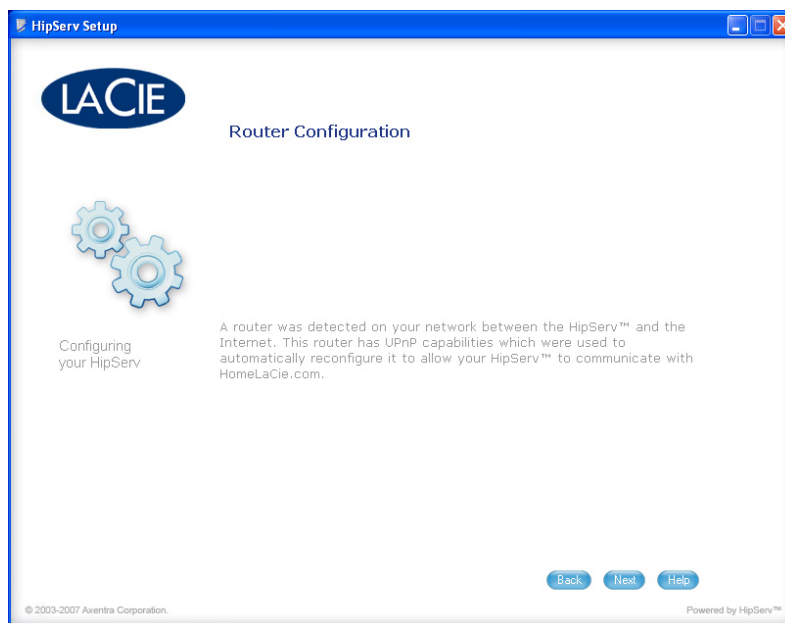 HipServ Setup
LACIE
Router Configuration
A router was detected on your network between the HipServ™ and the
Internet. This router has UPnP capabilities which were used to
automatically reconfigure it to allow your HipServ™ to communicate with
HomeLaCie.com.
Configuring
your HipServ
Back Next Help
© 2003-2007 Axentra Corporation.
Powered by HipServ™